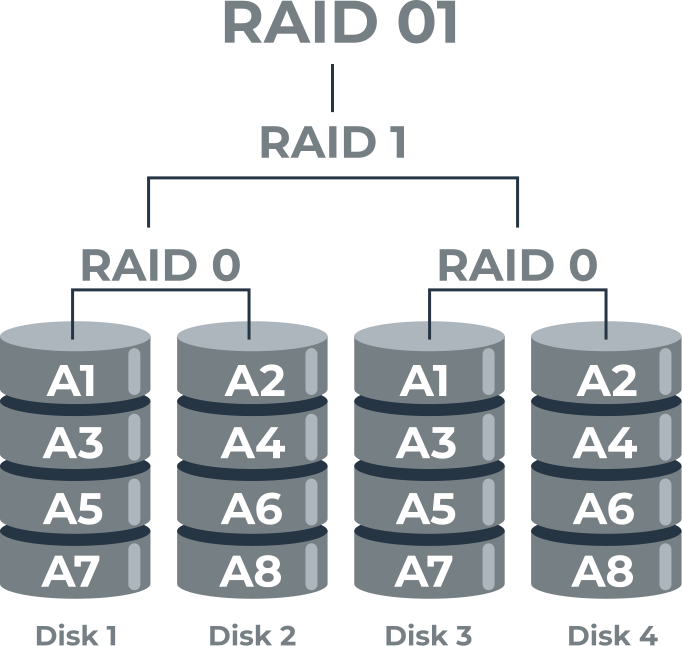 RAID 01
RAID 1
RAID 0 RAID 0
A1 A2 A1 A2
A3 A4 A3 A4
A5 A6 A5 A6
A7 A8 A7 A8
Disk 1 Disk 2 Disk 3 Disk 4